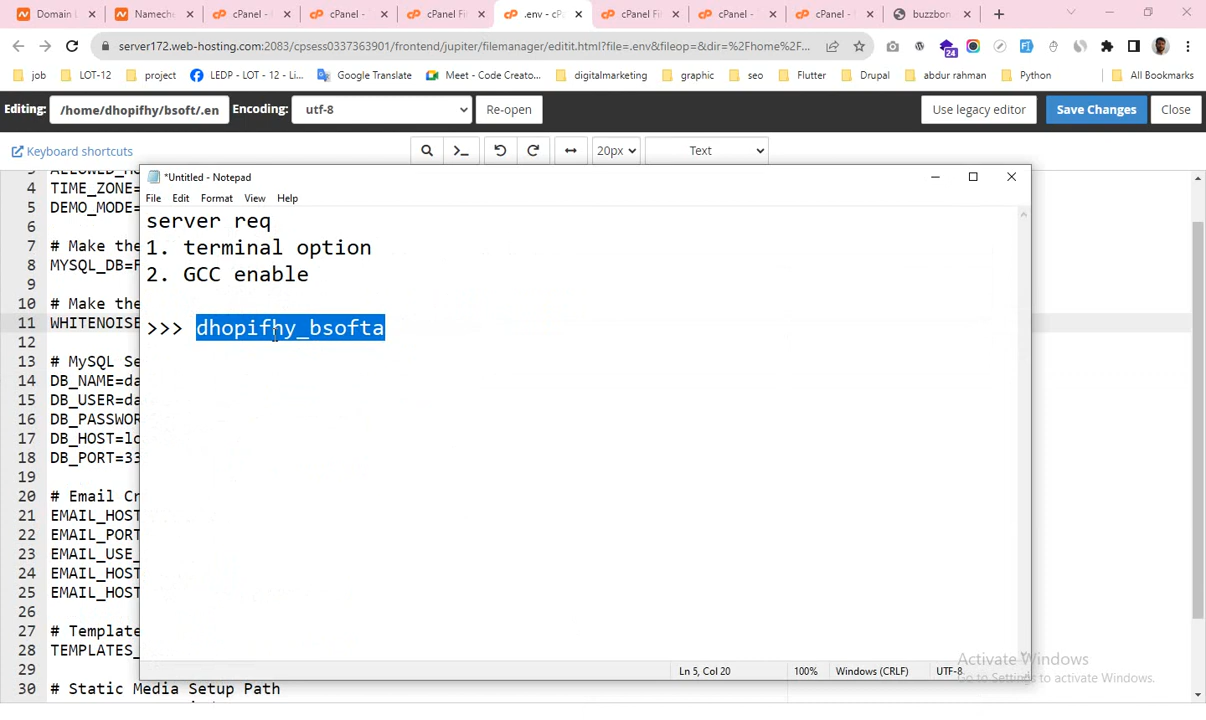 Domain L
Nameche
cPanel -
cPanel -
cPanel Fi
.env - cP
cPanel Fi
cPanel -
cPanel -
buzzbon
server172.web-hosting.com:2083/cpsess0337363901/frontend/jupiter/filemanager/editit.html?file=.env&fileop=&dir=%2Fhome%2F...
24
job
LOT-12
project
LEDP - LOT - 12 - Li...
Google Translate
Meet - Code Creato...
digitalmarketing
graphic
seo
Flutter
Drupal
abdur rahman
Python
All Bookmarks
Editing:
/home/dhopifhy/bsoft/.en
Encoding:
utf-8
Re-open
Use legacy editor
Save Changes
Close
Keyboard shortcuts
20px
Text
*Untitled - Notepad
File Edit Format View Help
server req
1. terminal option
2. GCC enable
>>> dhopifhy_bsofta
Ln 5, Col 20
100%
Windows (CRLF)
UTF-8
4 TIME_ZONE=
5 DEMO_MODE=
6
7 # Make the
8 MYSQL_DB=F
9
10 # Make the
11 WHITENOISE
12
13 # MySQL Se
14 DB_NAME=da
15 DB_USER=da
16 DB_PASSWOR
17 DB_HOST=lo
18 DB_PORT=33
19
20 # Email Cr
21 EMAIL_HOST
22 EMAIL_PORT
23 EMAIL_USE_
24 EMAIL_HOST
25 EMAIL_HOST
26
27 # Template
28 TEMPLATES_
29
30 # Static Media Setup Path
Activate Windows
Go to Settings to activate Windows.